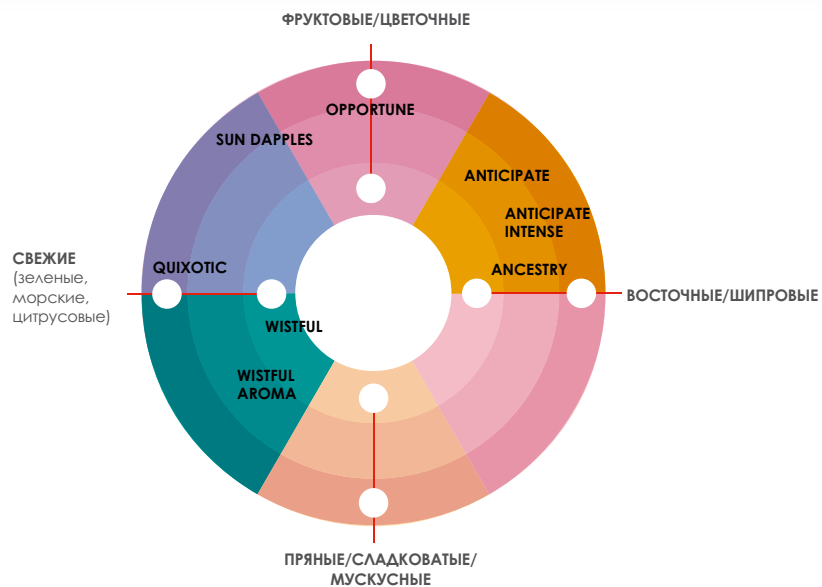 ФРУКТОВЫЕ/ЦВЕТОЧНЫЕ
OPPORTUNE
SUN DAPPLES
ANTICIPATE
ANTICIPATE
INTENSE
СВЕЖИЕ
(зеленые,
морские,
цитрусовые)
QUIXOTIC
ANCESTRY
ВОСТОЧНЫЕ/ШИПРОВЫЕ
WISTFUL
WISTFUL
AROMA
ПРЯНЫЕ/СЛАДКОВАТЫЕ/
МУСКУСНЫЕ